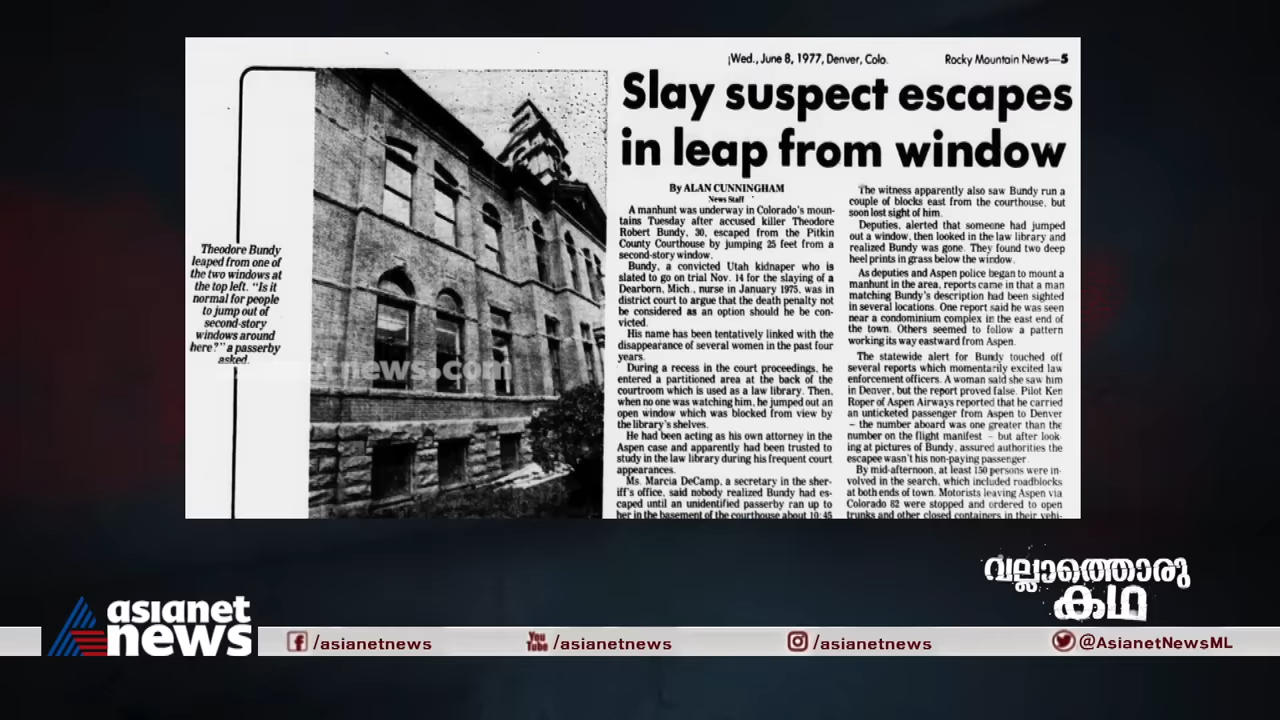 Wed., June 8, 1977, Denver, Colo.
Rocky Mountain News—5
Slay suspect escapes
in leap from window
Theodore Bundy
leaped from one of
the two windows at
the top left. "Is it
normal for people
to jump out of
second-story
windows around
here?" a passerby
asked.
By ALAN CUNNINGHAM
News Staff
A manhunt was underway in Colorado's moun-
tains Tuesday after accused killer Theodore
Robert Bundy, 30, escaped from the Pitkin
County Courthouse by jumping 25 feet from a
second-story window.
Bundy, a convicted Utah kidnaper who is
slated to go on trial Nov. 14 for the slaying of a
Dearborn, Mich., nurse in January 1975, was in
district court to argue that the death penalty not
be considered as an option should he be con-
victed.
His name has been tentatively linked with the
disappearance of several women in the past four
years.
During a recess in the court proceedings, he
entered a partitioned area at the back of the
courtroom which is used as a law library. Then,
when no one was watching him, he jumped out an
open window which was blocked from view by
the library's shelves.
He had been acting as his own attorney in the
Aspen case and apparently had been trusted to
study in the law library during his frequent court
appearances.
Ms. Marcia DeCamp, a secretary in the sher-
iff's office, said nobody realized Bundy had es-
caped until an unidentified passerby ran up to
her in the basement of the courthouse about 10:45
The witness apparently also saw Bundy run a
couple of blocks east from the courthouse, but
soon lost sight of him.
Deputies, alerted that someone had jumped
out a window, then looked in the law library and
realized Bundy was gone. They found two deep
heel prints in grass below the window.
As deputies and Aspen police began to mount a
manhunt in the area, reports came in that a man
matching Bundy's description had been sighted
in several locations. One report said he was seen
near a condominium complex in the east end of
the town. Others seemed to follow a pattern
working its way eastward from Aspen.
The statewide alert for Bundy touched off
several reports which momentarily excited law
enforcement officers. A woman said she saw him
in Denver, but the report proved false. Pilot Ken
Roper of Aspen Airways reported that he carried
an unticketed passenger from Aspen to Denver
– the number aboard was one greater than the
number on the flight manifest – but after look-
ing at pictures of Bundy, assured authorities the
escapee wasn't his non-paying passenger.
By mid-afternoon, at least 150 persons were in-
volved in the search, which included roadblocks
at both ends of town. Motorists leaving Aspen via
Colorado 82 were stopped and ordered to open
trunks and other closed containers in their vehi-
etnews.com
വല്ലാത്തൊരു
കഥ
asianet
news
/asianetnews
You
Tube
/asianetnews
/asianetnews
@AsianetNewsML